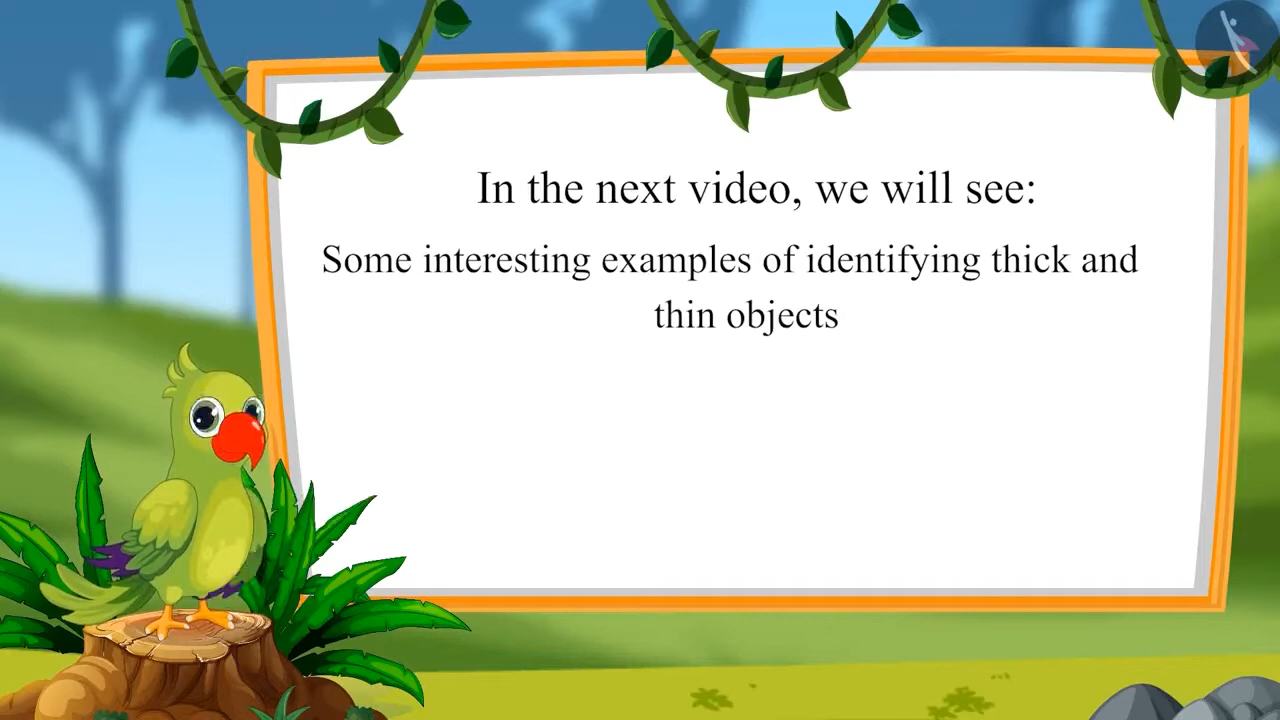 In the next video, we will see:
Some interesting examples of identifying thick and
thin objects